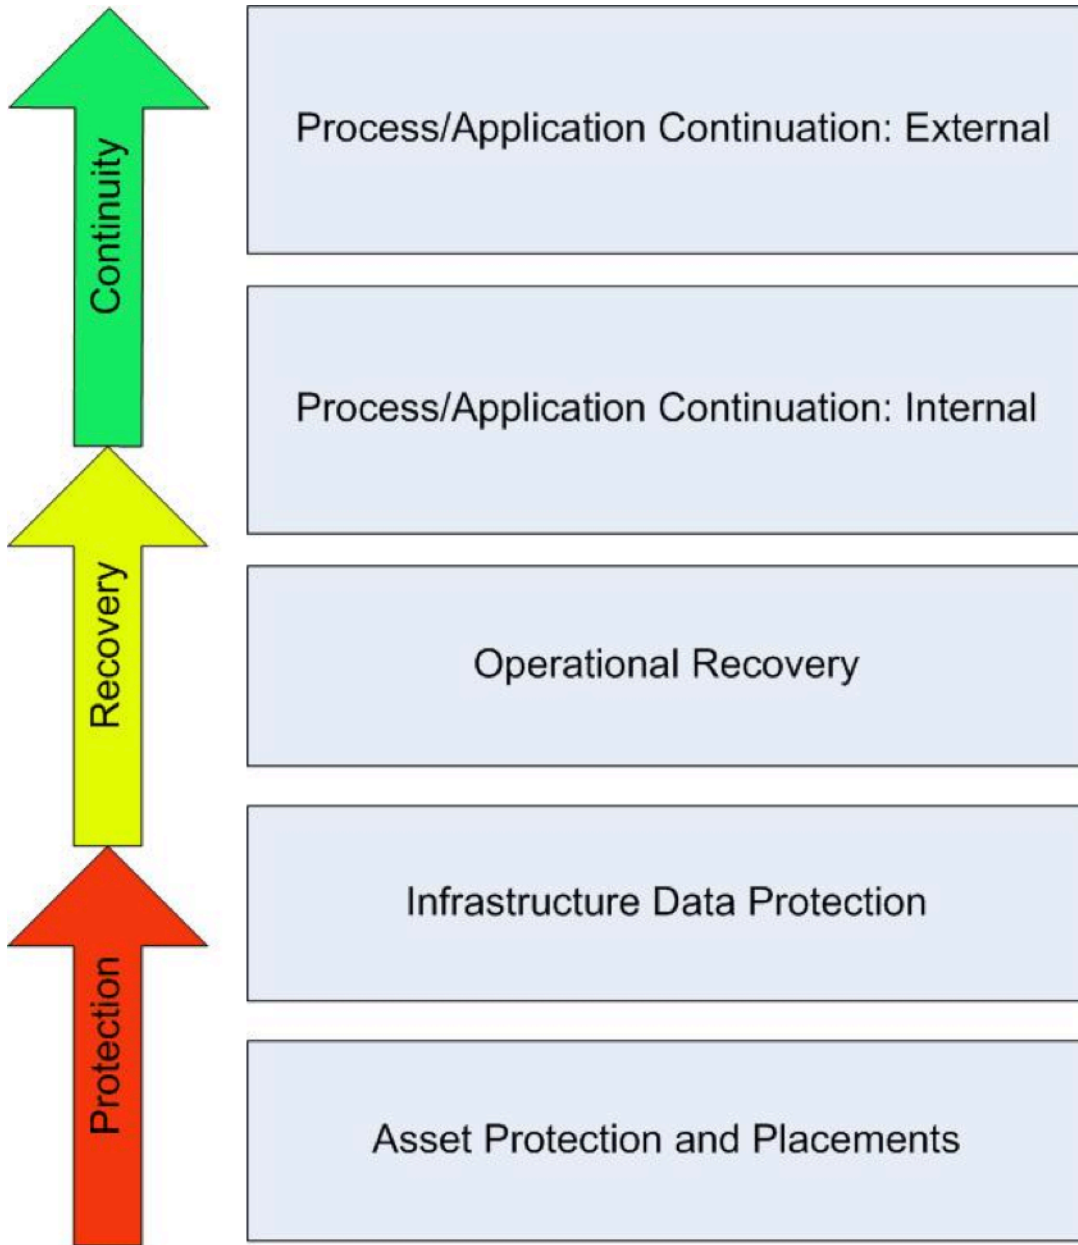 Continuity
Process/Application Continuation: External
Process/Application Continuation: Internal
Recovery
Operational Recovery
Infrastructure Data Protection
Protection
Asset Protection and Placements